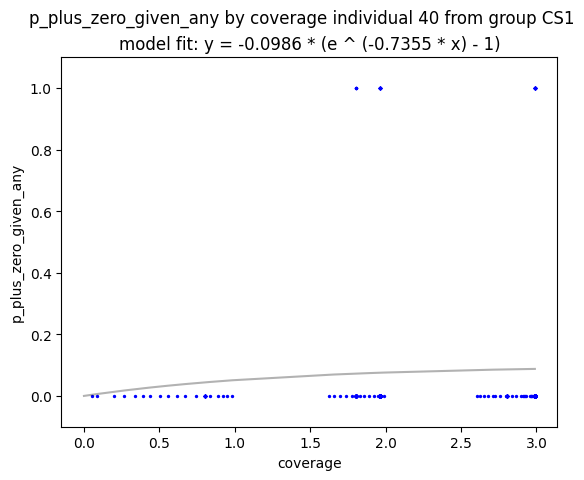 p_plus_zero_given_any by coverage individual 40 from group CS1
model fit: y = -0.0986 * (e ^ (-0.7355 * x) - 1)
p_plus_zero_given_any
1.0
0.8
0.6
0.4
0.2
0.0
0.0 0.5 1.0 1.5 2.0 2.5 3.0
coverage